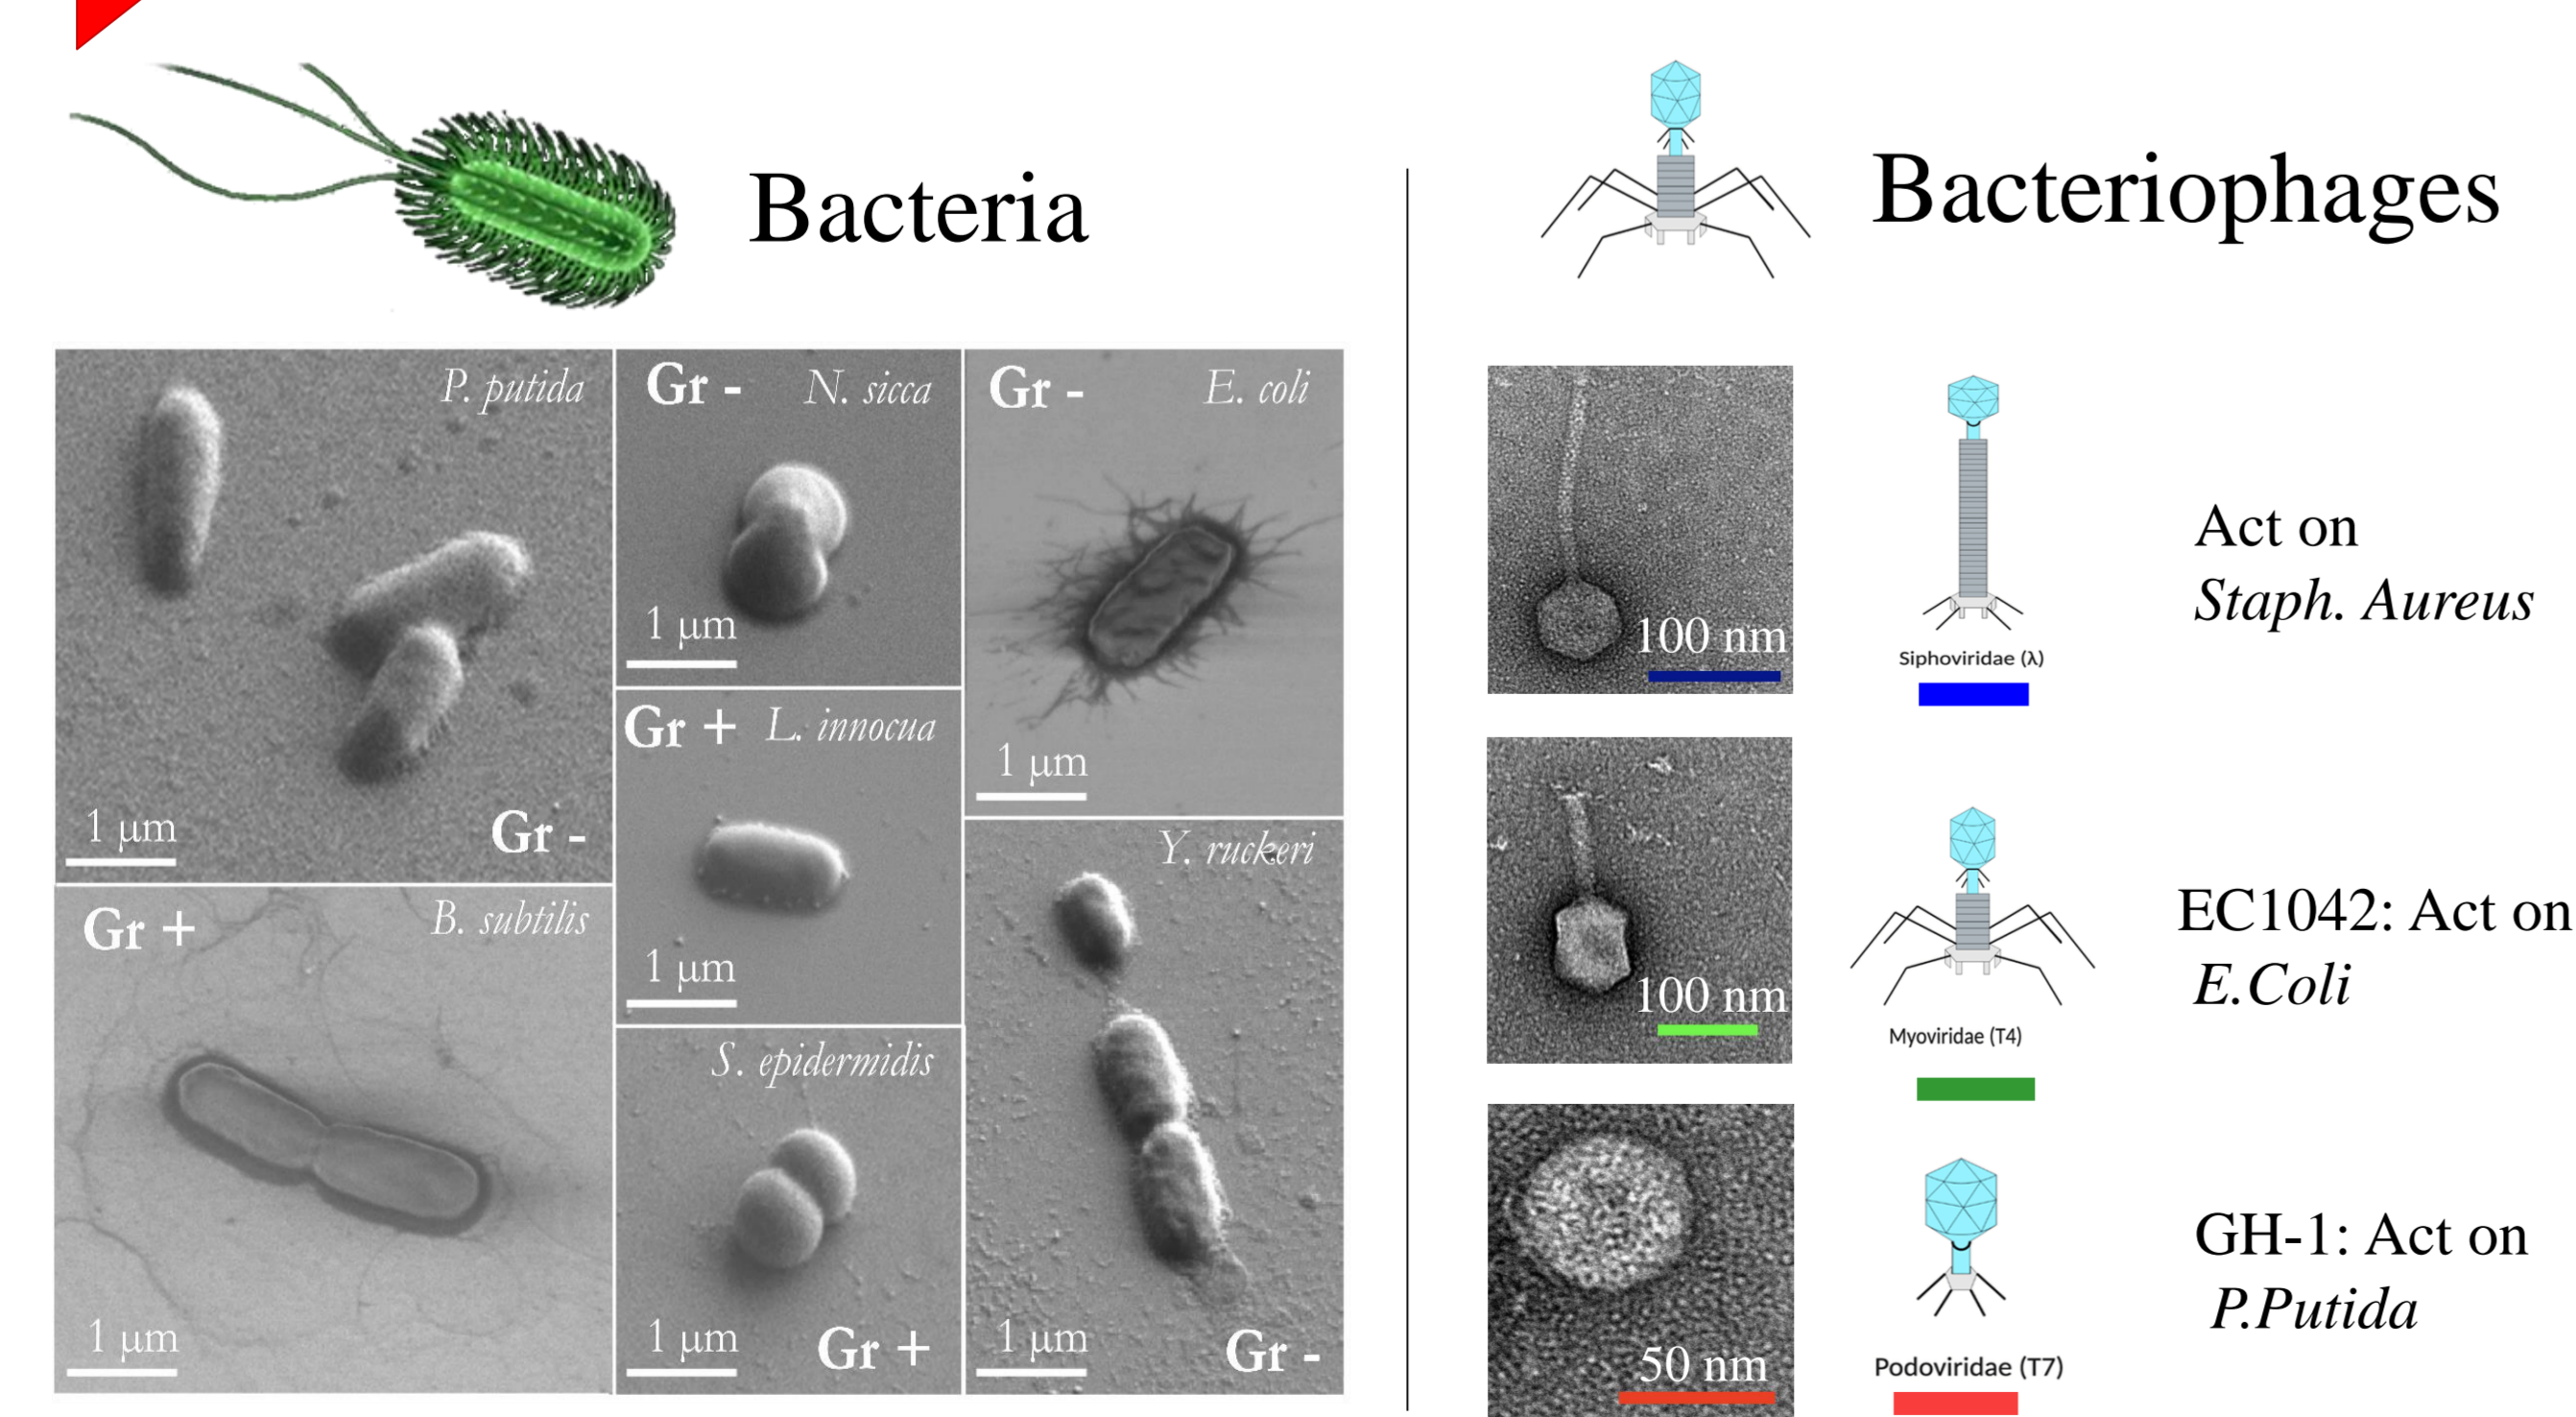 Bacteria
P. putida
1 μm
Gr -
Gr - N. sicca
1 μm
Gr - E. coli
1 μm
Gr + L. innocua
1 μm
Gr + B. subtilis
1 μm
S. epidermidis
1 μm
Gr +
Y. ruckeri
1 μm
Gr -
Bacteriophages
100 nm
Siphoviridae (λ)
Act on
Staph. Aureus
100 nm
Myoviridae (T4)
EC1042: Act on
E.Coli
50 nm
Podoviridae (T7)
GH-1: Act on
P.Putida